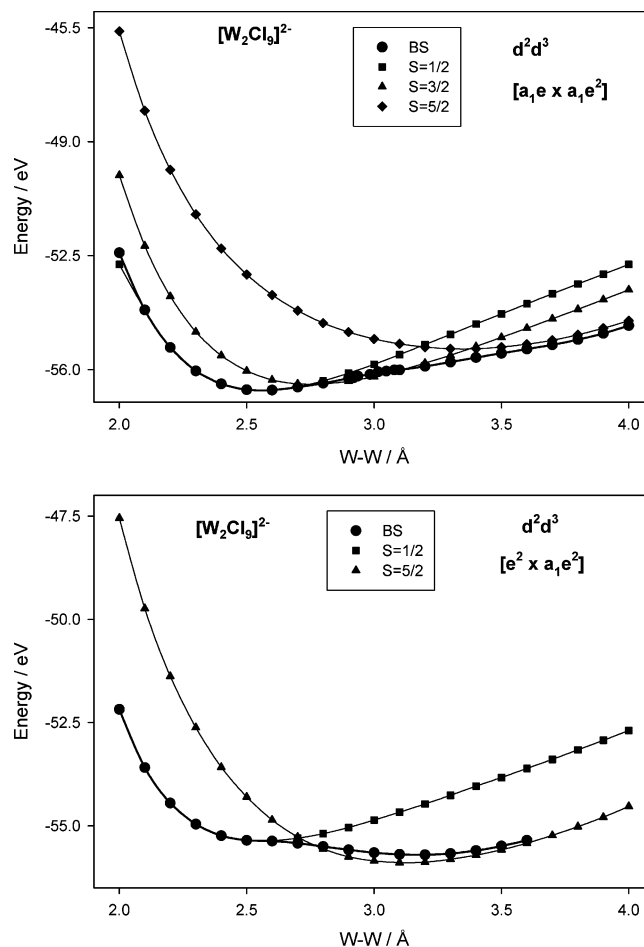 [W₂Cl₉]²⁻
BS
S=1/2
S=3/2
S=5/2
d²d³
[a₁e x a₁e²]
Energy / eV
-45.5
-49.0
-52.5
-56.0
2.0 2.5 3.0 3.5 4.0
W-W / Å
[W₂Cl₉]²⁻
BS
S=1/2
S=5/2
d²d³
[e² x a₁e²]
Energy / eV
-47.5
-50.0
-52.5
-55.0
2.0 2.5 3.0 3.5 4.0
W-W / Å